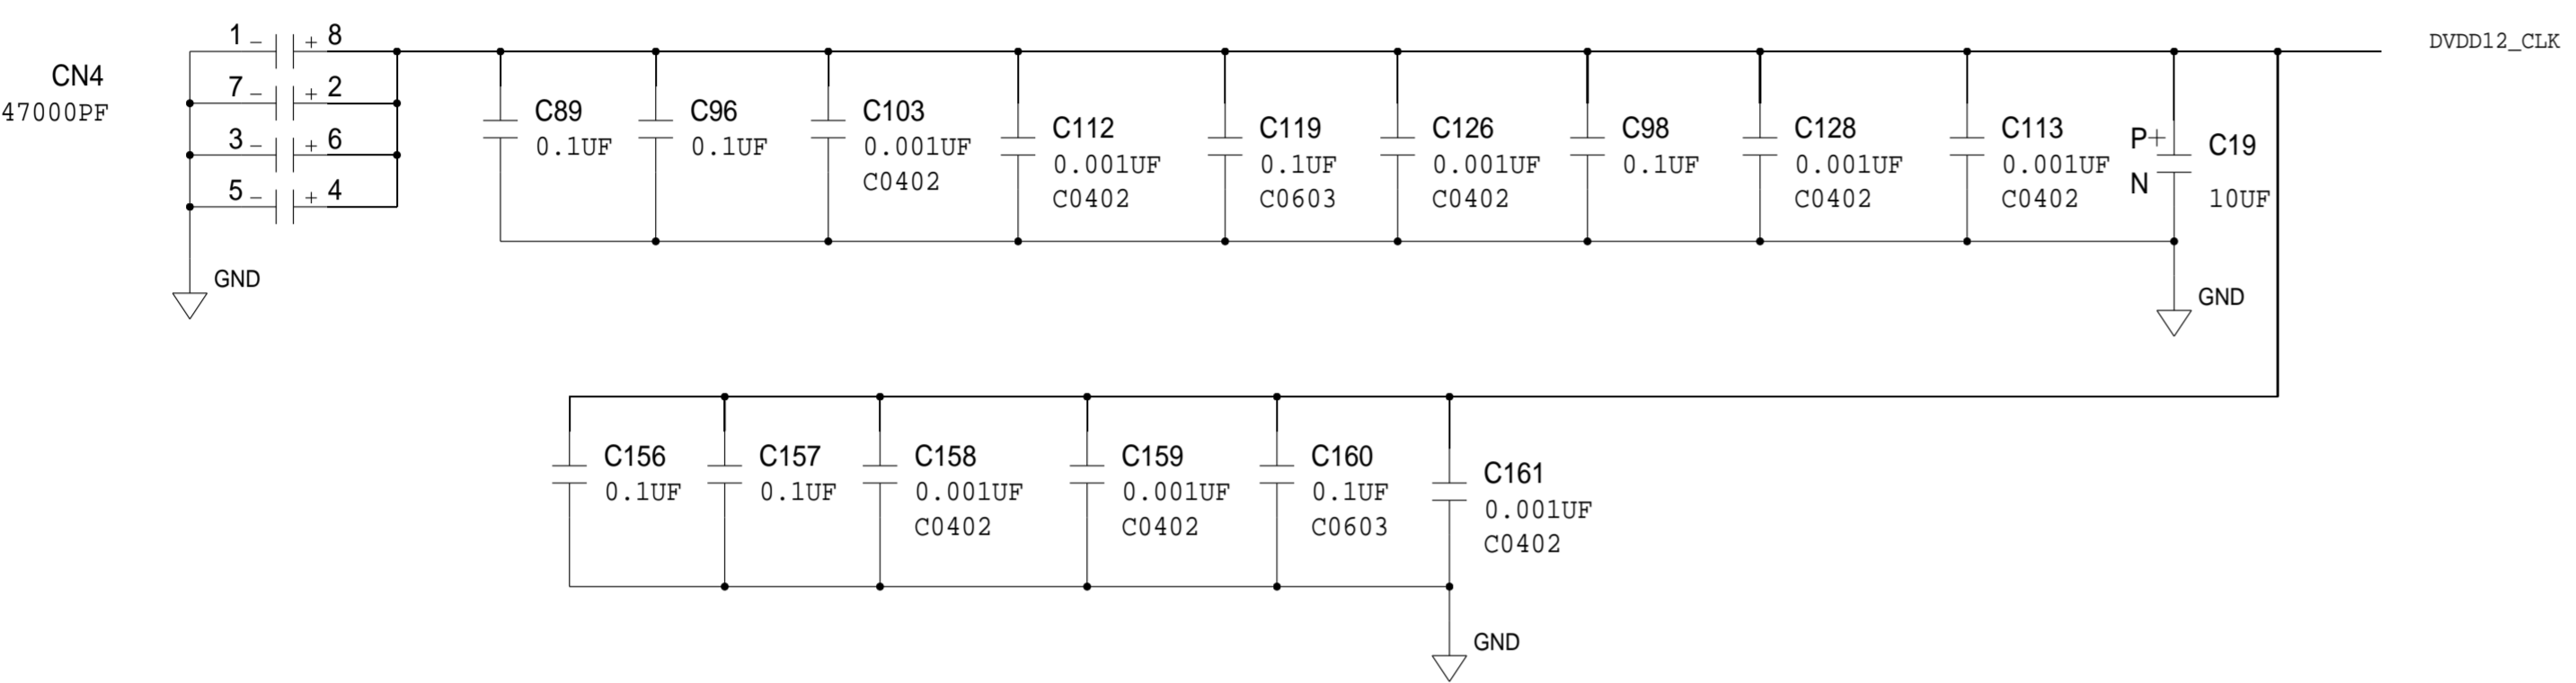 1 - + 8
DVDD12_CLK
CN4
47000PF
7 - + 2
3 - + 6
5 - + 4
GND
C89
0.1UF
C96
0.1UF
C103
0.001UF
C0402
C112
0.001UF
C0402
C119
0.1UF
C0603
C126
0.001UF
C0402
C98
0.1UF
C128
0.001UF
C0402
C113
0.001UF
C0402
P+
N
C19
10UF
GND
C156
0.1UF
C157
0.1UF
C158
0.001UF
C0402
C159
0.001UF
C0402
C160
0.1UF
C0603
C161
0.001UF
C0402
GND